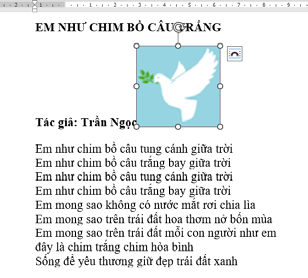 EM NHƯ CHIM BỒ CÂU TRẮNG
Tác giả: Trần Ngọc
Em như chim bồ câu tung cánh giữa trời
Em như chim bồ câu trắng bay giữa trời
Em như chim bồ câu tung cánh giữa trời
Em như chim bồ câu trắng bay giữa trời
Em mong sao không có nước mắt rơi chia lìa
Em mong sao trên trái đất hoa thơm nở bốn mùa
Em mong sao trên trái đất mỗi con người như em
đây là chim trắng chim hòa bình
Sống để yêu thương giữ đẹp trái đất xanh